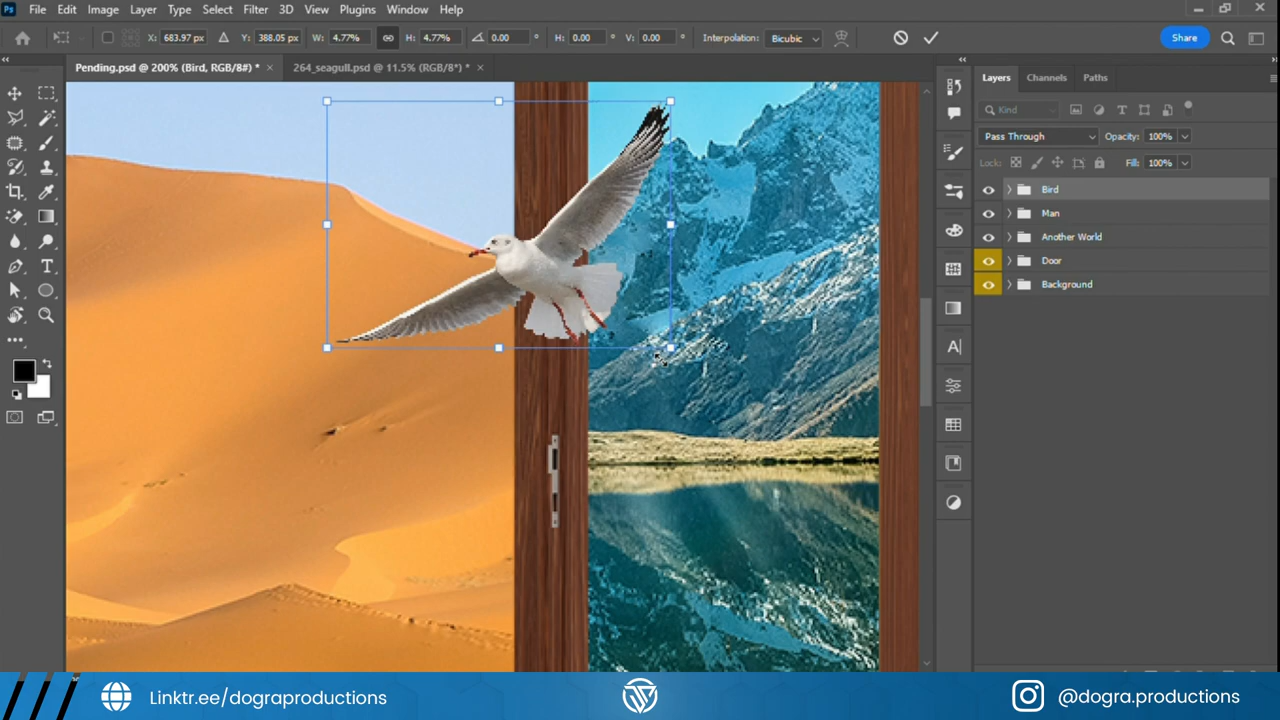 Ps File Edit Image Layer Type Select Filter 3D View Plugins Window Help
X: 683.97 px Y: 388.05 px W: 4.77% H: 4.77% 0.00 ° H: 0.00 ° V: 0.00 ° Interpolation: Bicubic Share
Pending.psd @ 200% (Bird, RGB/8#) * × 264_seagull.psd @ 11.5% (RGB/8*) * ×
Layers Channels Paths
Kind
Pass Through Opacity: 100%
Lock: Fill: 100%
Bird
Man
Another World
Door
Background
Linktr.ee/dograproductions @dogra.productions